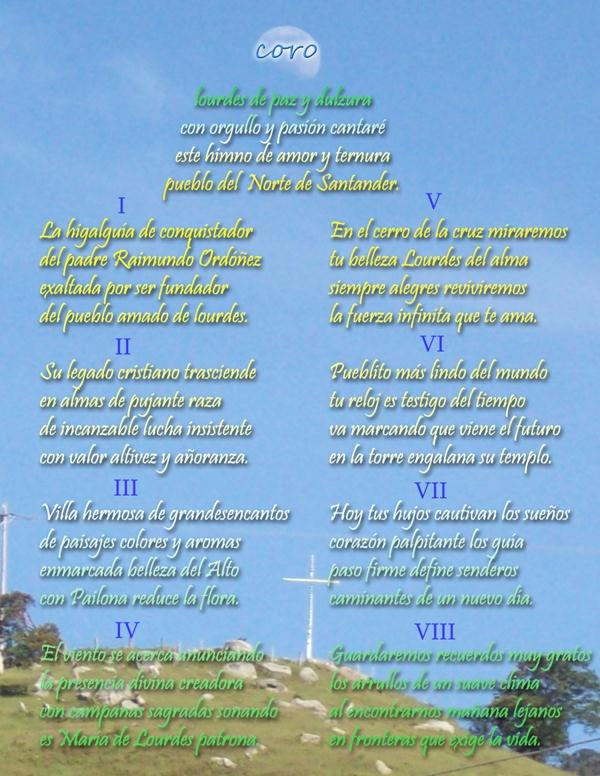 coro
lourdes de paz y dulzura
con orgullo y pasión cantaré
este himno de amor y ternura
pueblo del Norte de Santander.
I
La higalguía de conquistador
del padre Raimundo Ordóñez
exaltada por ser fundador
del pueblo amado de lourdes.
II
Su legado cristiano trasciende
en almas de pujante raza
de incanzable lucha insistente
con valor altivez y añoranza.
III
Villa hermosa de grandesencantos
de paisajes colores y aromas
enmarcada belleza del Alto
con Pailona reduce la flora.
IV
El viento se acerca anunciando
la presencia divina creadora
con campanas sagradas sonando
es María de Lourdes patrona.
V
En el cerro de la cruz miraremos
tu belleza Lourdes del alma
siempre alegres reviviremos
la fuerza infinita que te ama.
VI
Pueblito más lindo del mundo
tu reloj es testigo del tiempo
va marcando que viene el futuro
en la torre engalana su templo.
VII
Hoy tus hijos cautivan los sueños
corazón palpitante los guía
paso firme define senderos
caminantes de un nuevo día.
VIII
Guardaremos recuerdos muy gratos
los arrullos de un suave clima
al encontrarnos mañana lejanos
en fronteras que exige la vida.